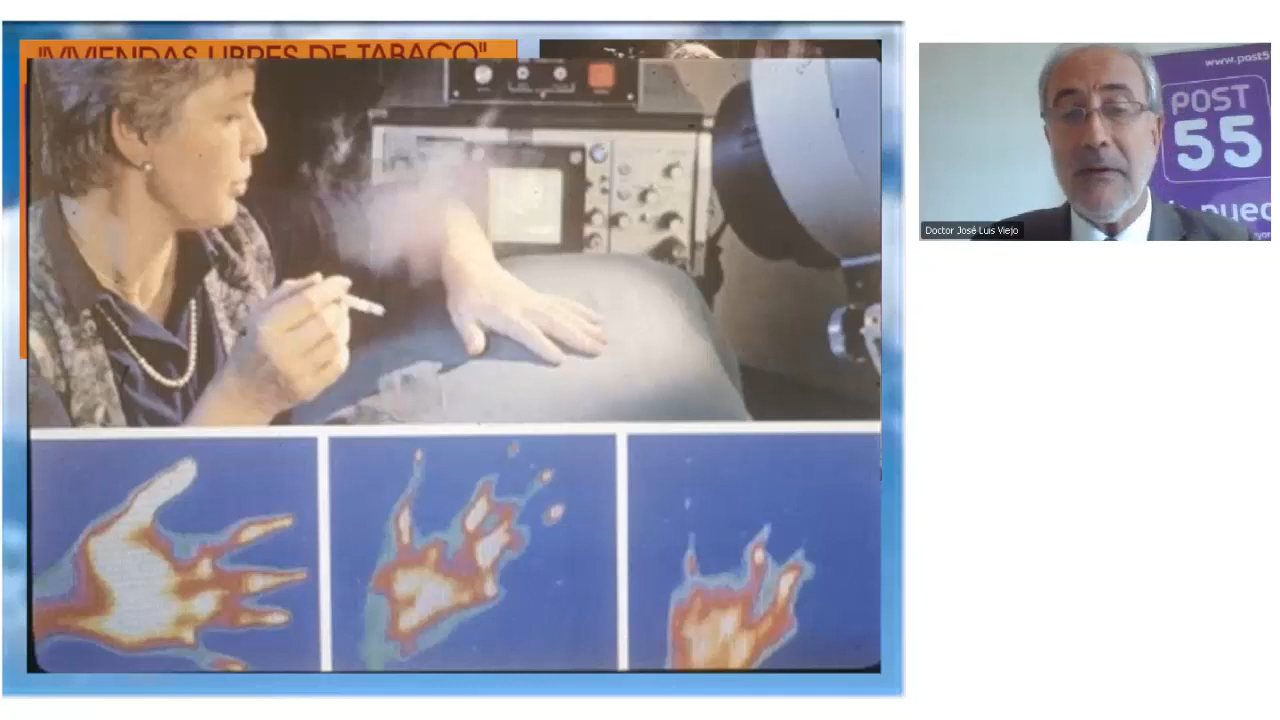 "VIVIENDAS LIBRES DE TABACO"
www.post5
POST
55
Doctor José Luis Viejo